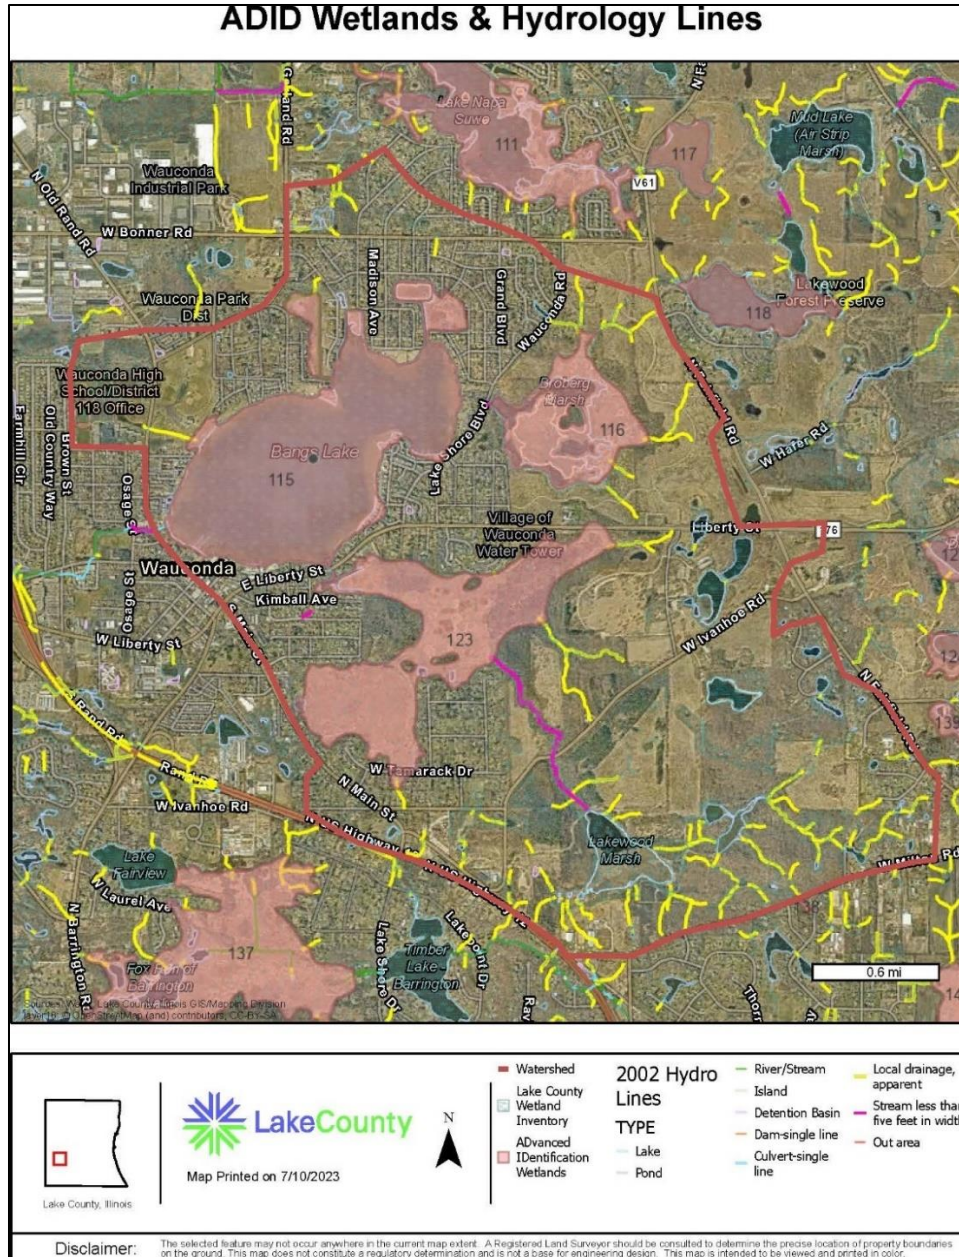 ADID Wetlands & Hydrology Lines
Lake Napa
Suwe
111
Mud Lake
(Air Strip
Marsh)
117
V61
Wauconda
Industrial Park
N Old Rand Rd
W Bonner Rd
Madison Ave
Grand Blvd
Wauconda Rd
Wauconda Park
Dist
Lakewood
Forest Preserve
118
Wauconda High
School/District
118 Office
Broberg
Marsh
116
Farmhill Cir
Old Country Way
Brown St
Osage St
Bangs Lake
115
Lake Shore Blvd
W Hafer Rd
Village of
Wauconda
Water Tower
Liberty St
Wauconda
E Liberty St
Kimball Ave
Osage St
W Liberty St
123
W Ivanhoe Rd
W Tamarack Dr
N Main St
W Ivanhoe Rd
Lakewood
Marsh
Lake
Fairview
W Laurel Ave
N Barrington Rd
137
Lake Shore Dr
Timber
Lake -
Barrington
Lakepoint Dr
0.6 mi
LakeCounty
Map Printed on 7/10/2023
N
Lake County, Illinois
Watershed
Lake County
Wetland
Inventory
ADvanced
IDentification
Wetlands
2002 Hydro
Lines
TYPE
Lake
Pond
River/Stream
Island
Detention Basin
Dam-single line
Culvert-single
line
Local drainage,
apparent
Stream less than
five feet in width
Out area
Disclaimer:
The selected feature may not occur anywhere in the current map extent. A Registered Land Surveyor should be consulted to determine the precise location of property boundaries
on the ground. This map does not constitute a regulatory determination and is not a base for engineering design. This map is intended to be viewed and printed in color.